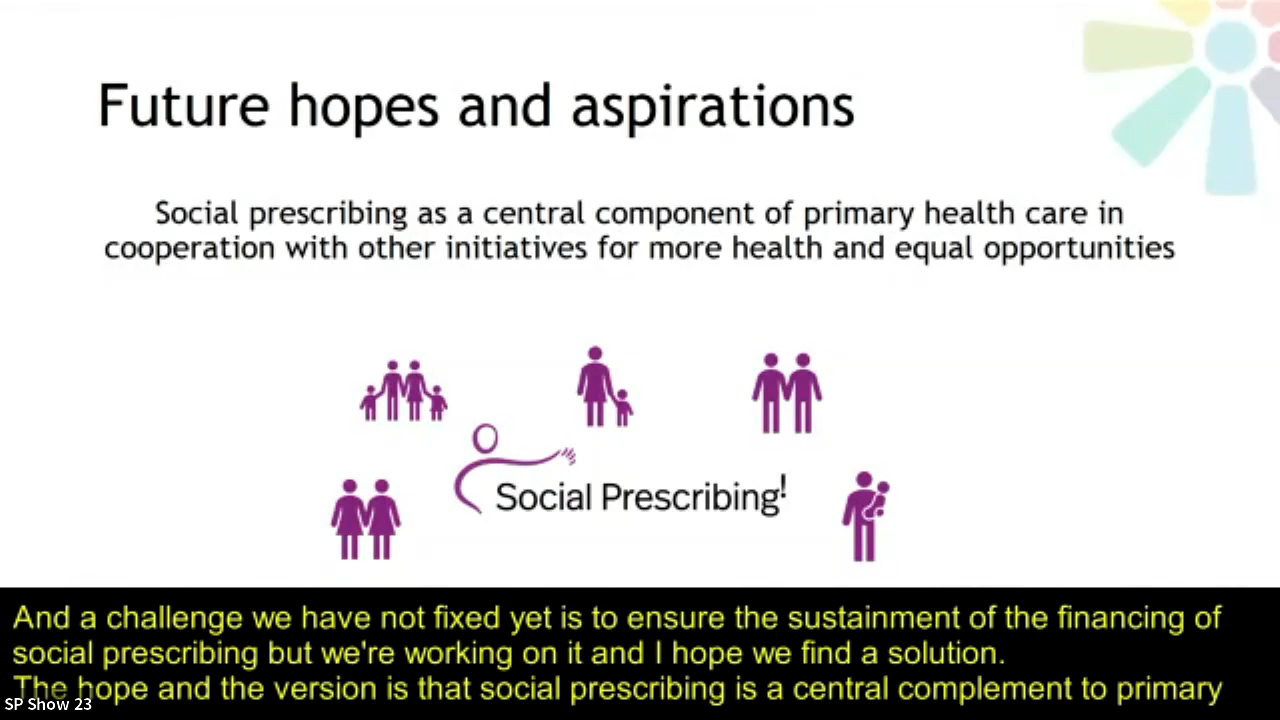 Future hopes and aspirations
Social prescribing as a central component of primary health care in
cooperation with other initiatives for more health and equal opportunities
Social Prescribing!
And a challenge we have not fixed yet is to ensure the sustainment of the financing of
social prescribing but we're working on it and I hope we find a solution.
The hope and the version is that social prescribing is a central complement to primary
SP Show 23